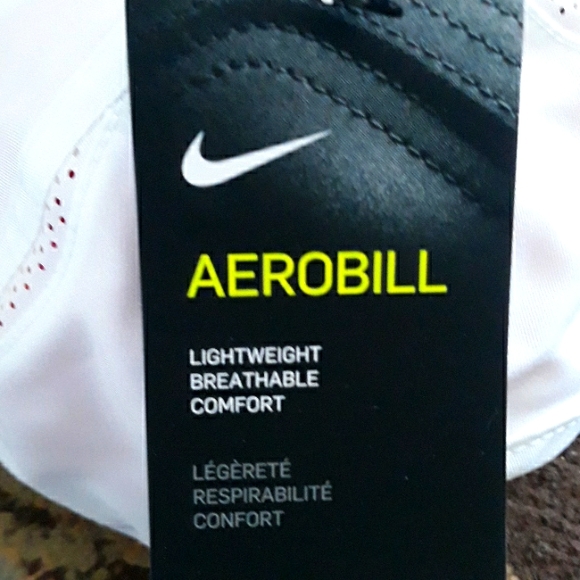 AEROBILL
LIGHTWEIGHT
BREATHABLE
COMFORT
LÉGÈRETÉ
RESPIRABILITÉ
CONFORT